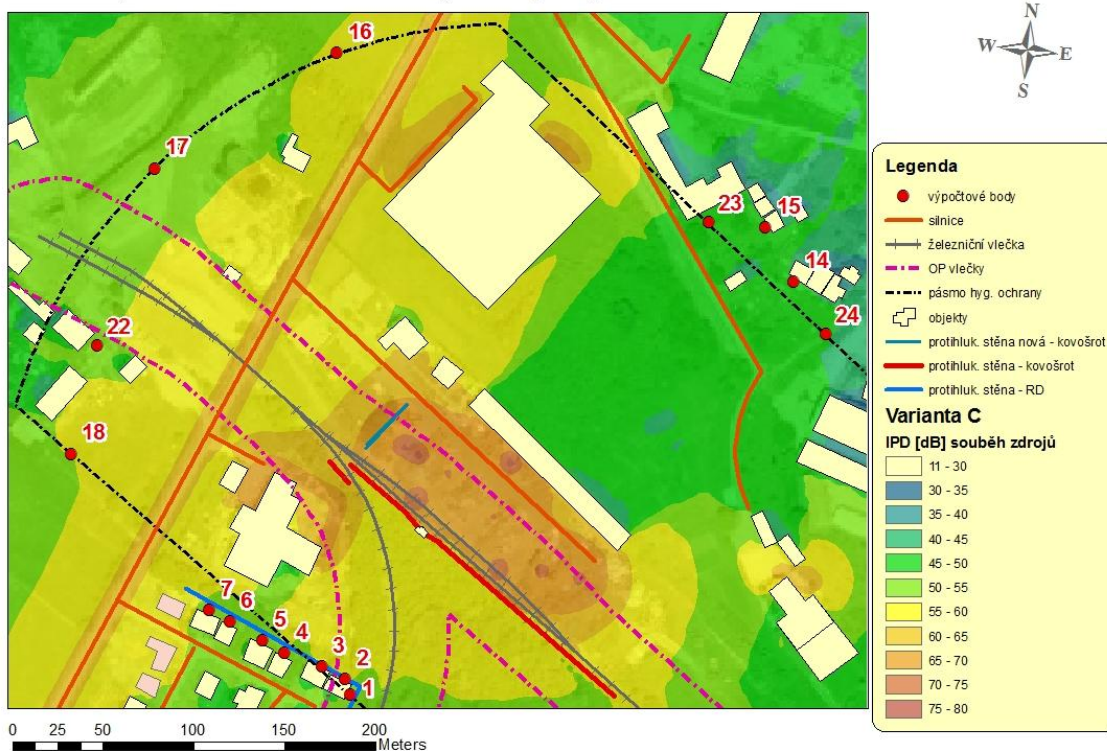 N
W
E
S
16
17
23
15
14
24
22
18
7
6
5
4
3
2
1
0 25 50 100 150 200
Meters
Legenda
výpočtové body
silnice
železniční vlečka
OP vlečky
pásmo hyg. ochrany
objekty
protihluk. stěna nová - kovošrot
protihluk. stěna - kovošrot
protihluk. stěna - RD
Varianta C
IPD [dB] souběh zdrojů
11 - 30
30 - 35
35 - 40
40 - 45
45 - 50
50 - 55
55 - 60
60 - 65
65 - 70
70 - 75
75 - 80